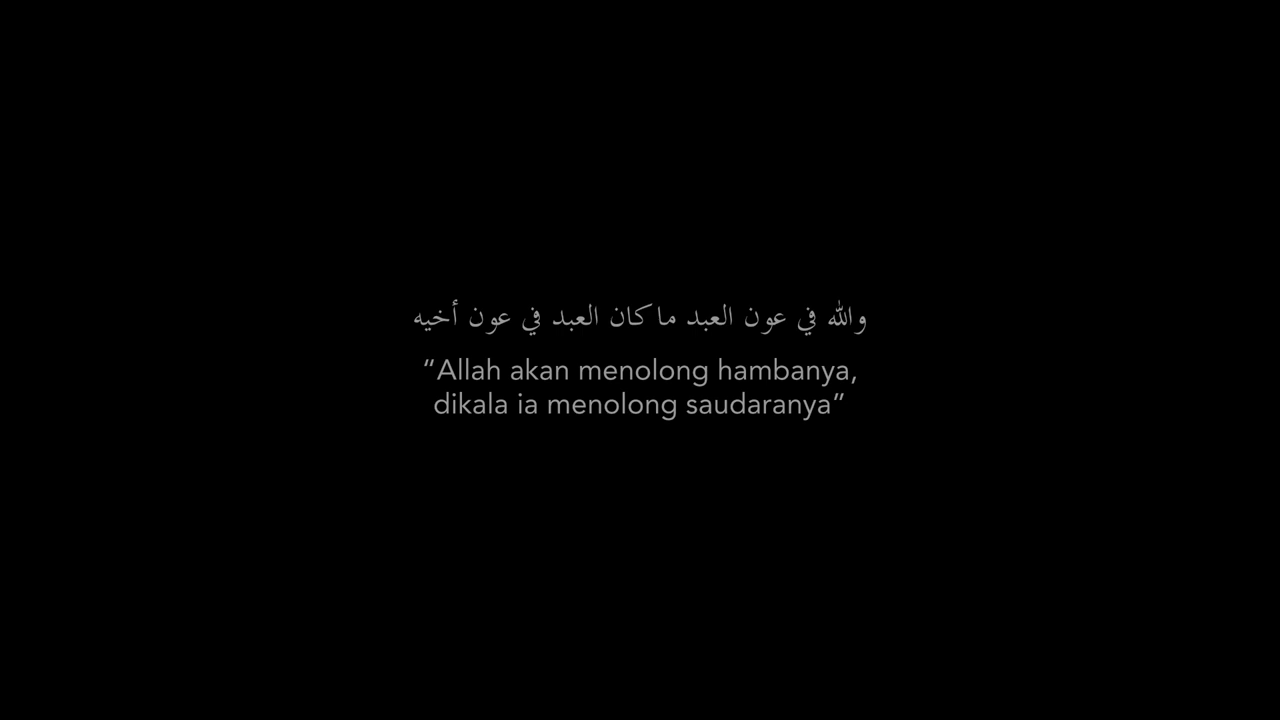 والله في عون العبد ما كان العبد في عون أخيه
“Allah akan menolong hambanya,
dikala ia menolong saudaranya”